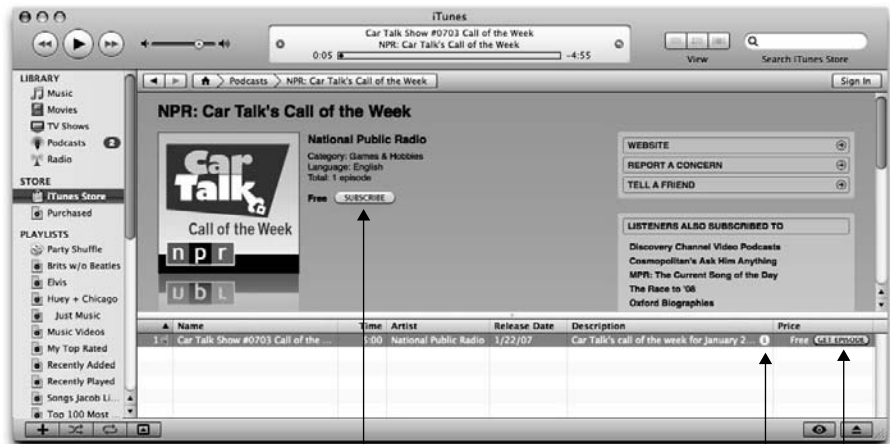 iTunes
Car Talk Show #0703 Call of the Week
NPR: Car Talk's Call of the Week
0:05
-4:55
View
Search iTunes Store
LIBRARY
Music
Movies
TV Shows
Podcasts 2
Radio
STORE
iTunes Store
Purchased
PLAYLISTS
Party Shuffle
Brits w/o Beatles
Elvis
Huey + Chicago
Just Music
Music Videos
My Top Rated
Recently Added
Recently Played
Songs Jacob Li...
Top 100 Most ...
Podcasts NPR: Car Talk's Call of the Week
Sign In
NPR: Car Talk's Call of the Week
Car Talk
Call of the Week
n p r
National Public Radio
Category: Games & Hobbies
Language: English
Total: 1 episode
Free SUBSCRIBE
WEBSITE
REPORT A CONCERN
TELL A FRIEND
LISTENERS ALSO SUBSCRIBED TO
Discovery Channel Video Podcasts
Cosmopolitan's Ask Him Anything
MPR: The Current Song of the Day
The Race to '08
Oxford Biographies
Name Time Artist Release Date Description Price
1 Car Talk Show #0703 Call of the ... 5:00 National Public Radio 1/22/07 Car Talk's call of the week for January 2... Free GET EPISODE